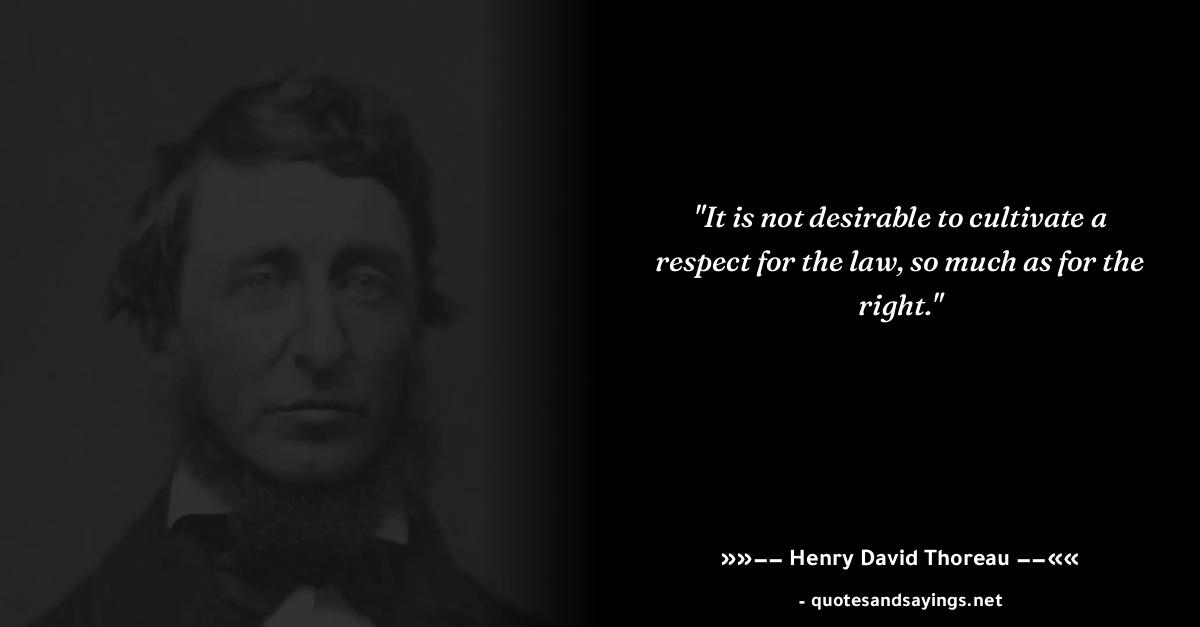 "It is not desirable to cultivate a
respect for the law, so much as for the
right."
»»−− Henry David Thoreau −−««
- quotesandsayings.net